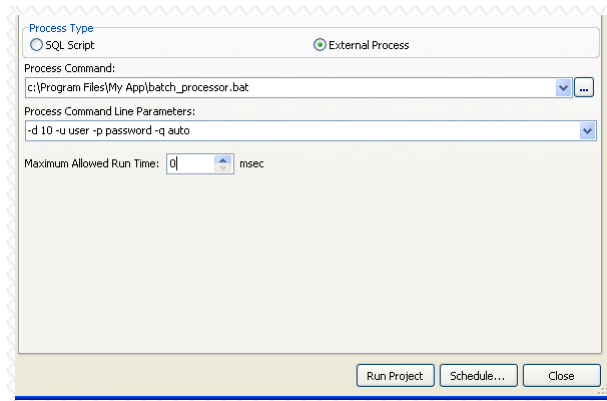 Process Type
SQL Script External Process
Process Command:
c:\Program Files\My App\batch_processor.bat ...
Process Command Line Parameters:
-d 10 -u user -p password -q auto
Maximum Allowed Run Time: 0 msec
Run Project Schedule... Close